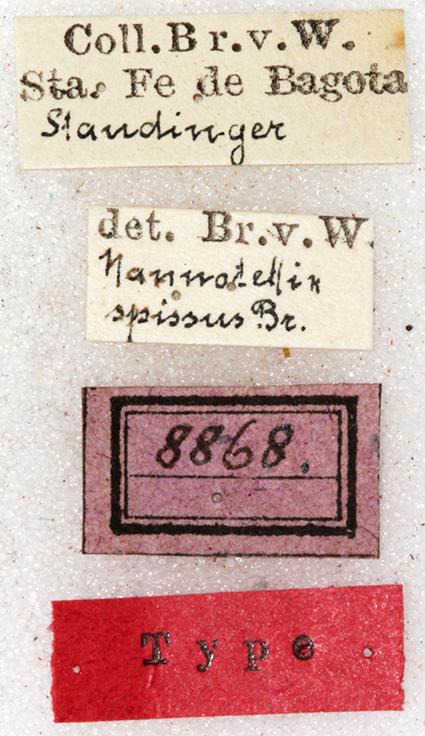 Coll. Br. v. W.
Sta. Fe de Bagota
Staudinger
det. Br. v. W.
Nannotettix
spissus Br.
8868.
Type